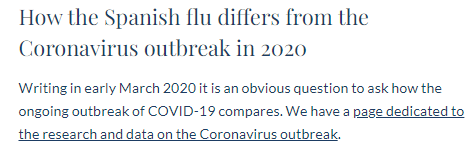 How the Spanish flu differs from the
Coronavirus outbreak in 2020
Writing in early March 2020 it is an obvious question to ask how the
ongoing outbreak of COVID-19 compares. We have a page dedicated to
the research and data on the Coronavirus outbreak.